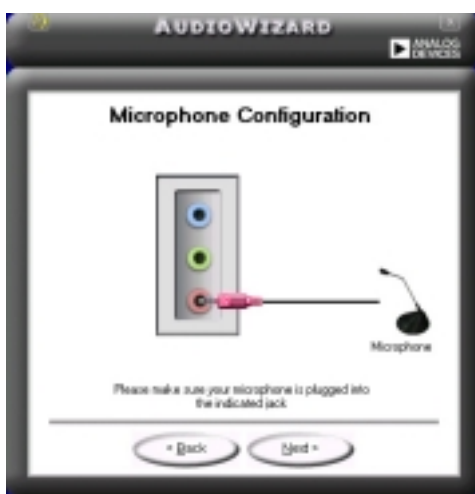 AUDIOWIZARD
ANALOG
DEVICES
Microphone Configuration
Microphone
Please make sure your microphone is plugged into
the indicated jack
< Back
Next >